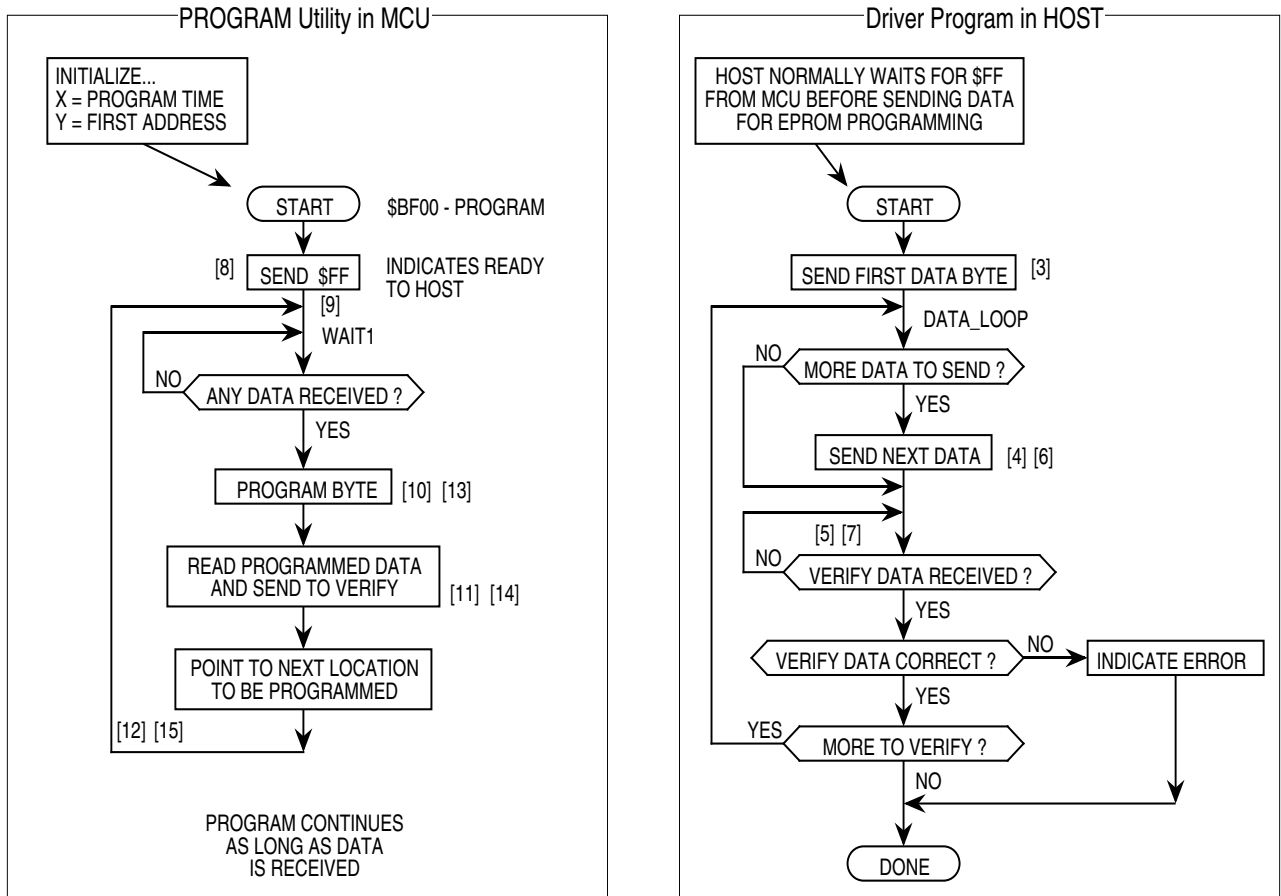 PROGRAM Utility in MCU
INITIALIZE...
X = PROGRAM TIME
Y = FIRST ADDRESS
START
$BF00 - PROGRAM
[8]
SEND $FF
INDICATES READY
TO HOST
[9]
WAIT1
NO
ANY DATA RECEIVED ?
YES
PROGRAM BYTE
[10] [13]
READ PROGRAMMED DATA
AND SEND TO VERIFY
[11] [14]
POINT TO NEXT LOCATION
TO BE PROGRAMMED
[12] [15]
PROGRAM CONTINUES
AS LONG AS DATA
IS RECEIVED
Driver Program in HOST
HOST NORMALLY WAITS FOR $FF
FROM MCU BEFORE SENDING DATA
FOR EPROM PROGRAMMING
START
SEND FIRST DATA BYTE
[3]
DATA_LOOP
NO
MORE DATA TO SEND ?
YES
SEND NEXT DATA
[4] [6]
[5] [7]
NO
VERIFY DATA RECEIVED ?
YES
VERIFY DATA CORRECT ?
NO
INDICATE ERROR
YES
YES
MORE TO VERIFY ?
NO
DONE